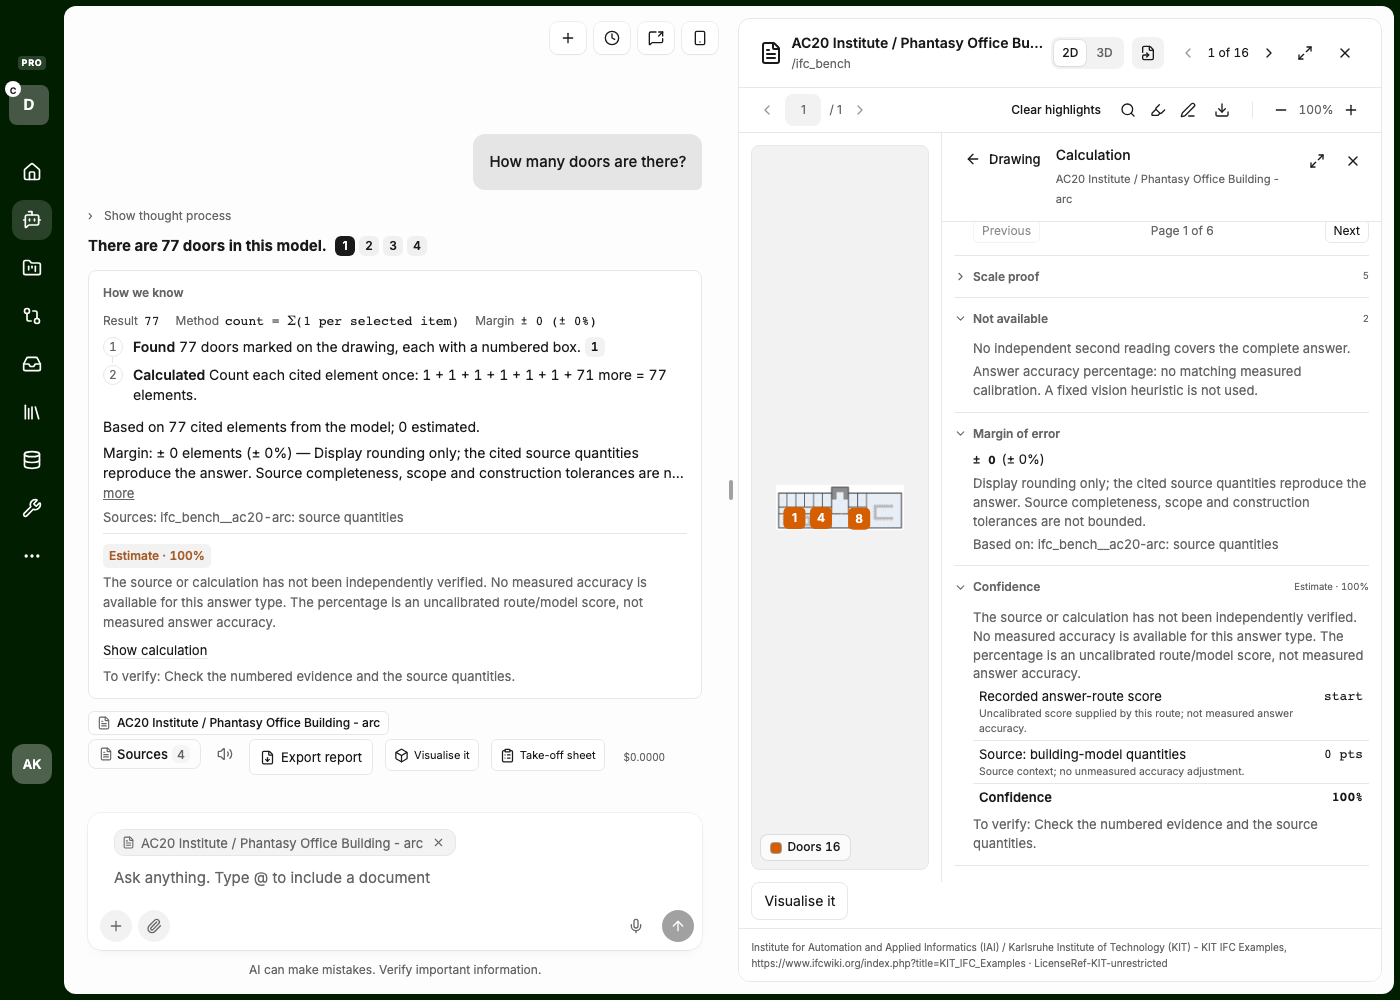 PRO
C
D
AK
How many doors are there?
Show thought process
There are 77 doors in this model. 1 2 3 4
How we know
Result 77 Method count = Σ(1 per selected item) Margin ± 0 (± 0%)
1 Found 77 doors marked on the drawing, each with a numbered box. 1
2 Calculated Count each cited element once: 1 + 1 + 1 + 1 + 1 + 1 + 71 more = 77
elements.
Based on 77 cited elements from the model; 0 estimated.
Margin: ± 0 elements (± 0%) — Display rounding only; the cited source quantities
reproduce the answer. Source completeness, scope and construction tolerances are n...
more
Sources: ifc_bench__ac20-arc: source quantities
Estimate · 100%
The source or calculation has not been independently verified. No measured accuracy is
available for this answer type. The percentage is an uncalibrated route/model score, not
measured answer accuracy.
Show calculation
To verify: Check the numbered evidence and the source quantities.
AC20 Institute / Phantasy Office Building - arc
Sources 4 Export report Visualise it Take-off sheet $0.0000
AC20 Institute / Phantasy Office Building - arc
Ask anything. Type @ to include a document
AI can make mistakes. Verify important information.
AC20 Institute / Phantasy Office Bu...
/ifc_bench
2D 3D 1 of 16
1 / 1 Clear highlights 100%
1 4 8
Doors 16
Visualise it
Drawing
Calculation
AC20 Institute / Phantasy Office Building -
arc
Previous Page 1 of 6 Next
Scale proof 5
Not available 2
No independent second reading covers the complete answer.
Answer accuracy percentage: no matching measured
calibration. A fixed vision heuristic is not used.
Margin of error
± 0 (± 0%)
Display rounding only; the cited source quantities reproduce the
answer. Source completeness, scope and construction
tolerances are not bounded.
Based on: ifc_bench__ac20-arc: source quantities
Confidence Estimate · 100%
The source or calculation has not been independently verified.
No measured accuracy is available for this answer type. The
percentage is an uncalibrated route/model score, not measured
answer accuracy.
Recorded answer-route score start
Uncalibrated score supplied by this route; not measured answer
accuracy.
Source: building-model quantities 0 pts
Source context; no unmeasured accuracy adjustment.
Confidence 100%
To verify: Check the numbered evidence and the source
quantities.
Institute for Automation and Applied Informatics (IAI) / Karlsruhe Institute of Technology (KIT) - KIT IFC Examples,
https://www.ifcwiki.org/index.php?title=KIT_IFC_Examples · LicenseRef-KIT-unrestricted